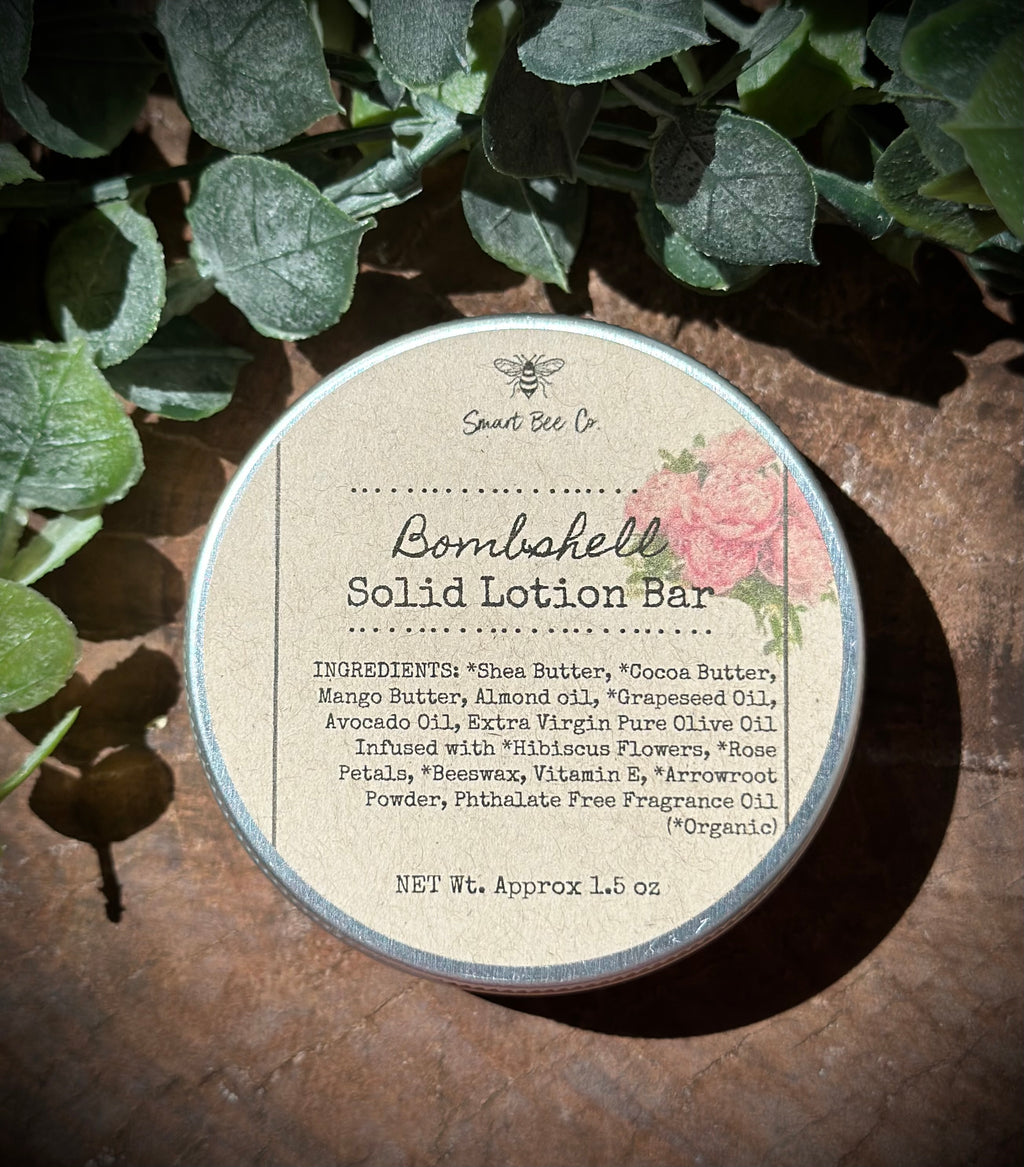 Smart Bee Co.
Bombshell
Solid Lotion Bar
INGREDIENTS: *Shea Butter, *Cocoa Butter,
Mango Butter, Almond oil, *Grapeseed Oil,
Avocado Oil, Extra Virgin Pure Olive Oil
Infused with *Hibiscus Flowers, *Rose
Petals, *Beeswax, Vitamin E, *Arrowroot
Powder, Phthalate Free Fragrance Oil
(*Organic)
NET Wt. Approx 1.5 oz